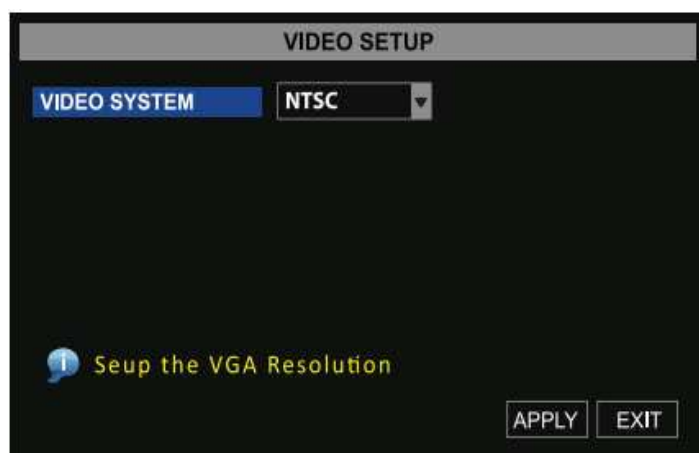 VIDEO SETUP
VIDEO SYSTEM NTSC
Seup the VGA Resolution
APPLY EXIT